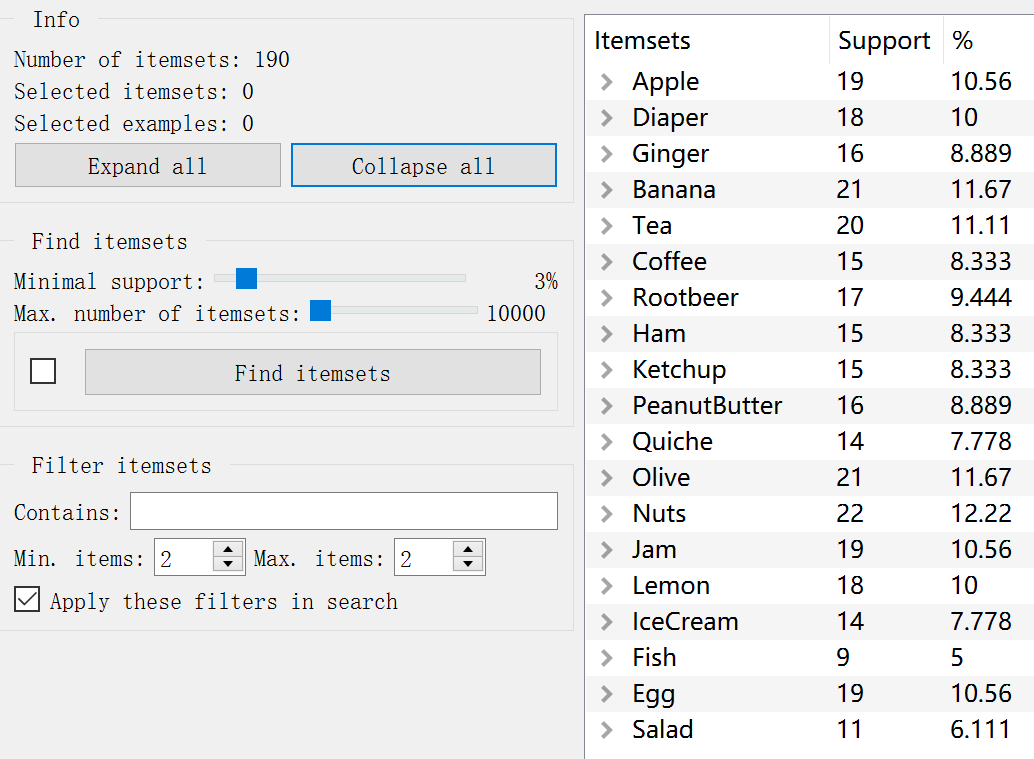 Info
Number of itemsets: 190
Selected itemsets: 0
Selected examples: 0
Expand all Collapse all
Find itemsets
Minimal support: 3%
Max. number of itemsets: 10000
Find itemsets
Filter itemsets
Contains:
Min. items: 2 Max. items: 2
Apply these filters in search
Itemsets Support %
Apple 19 10.56
Diaper 18 10
Ginger 16 8.889
Banana 21 11.67
Tea 20 11.11
Coffee 15 8.333
Rootbeer 17 9.444
Ham 15 8.333
Ketchup 15 8.333
PeanutButter 16 8.889
Quiche 14 7.778
Olive 21 11.67
Nuts 22 12.22
Jam 19 10.56
Lemon 18 10
IceCream 14 7.778
Fish 9 5
Egg 19 10.56
Salad 11 6.111